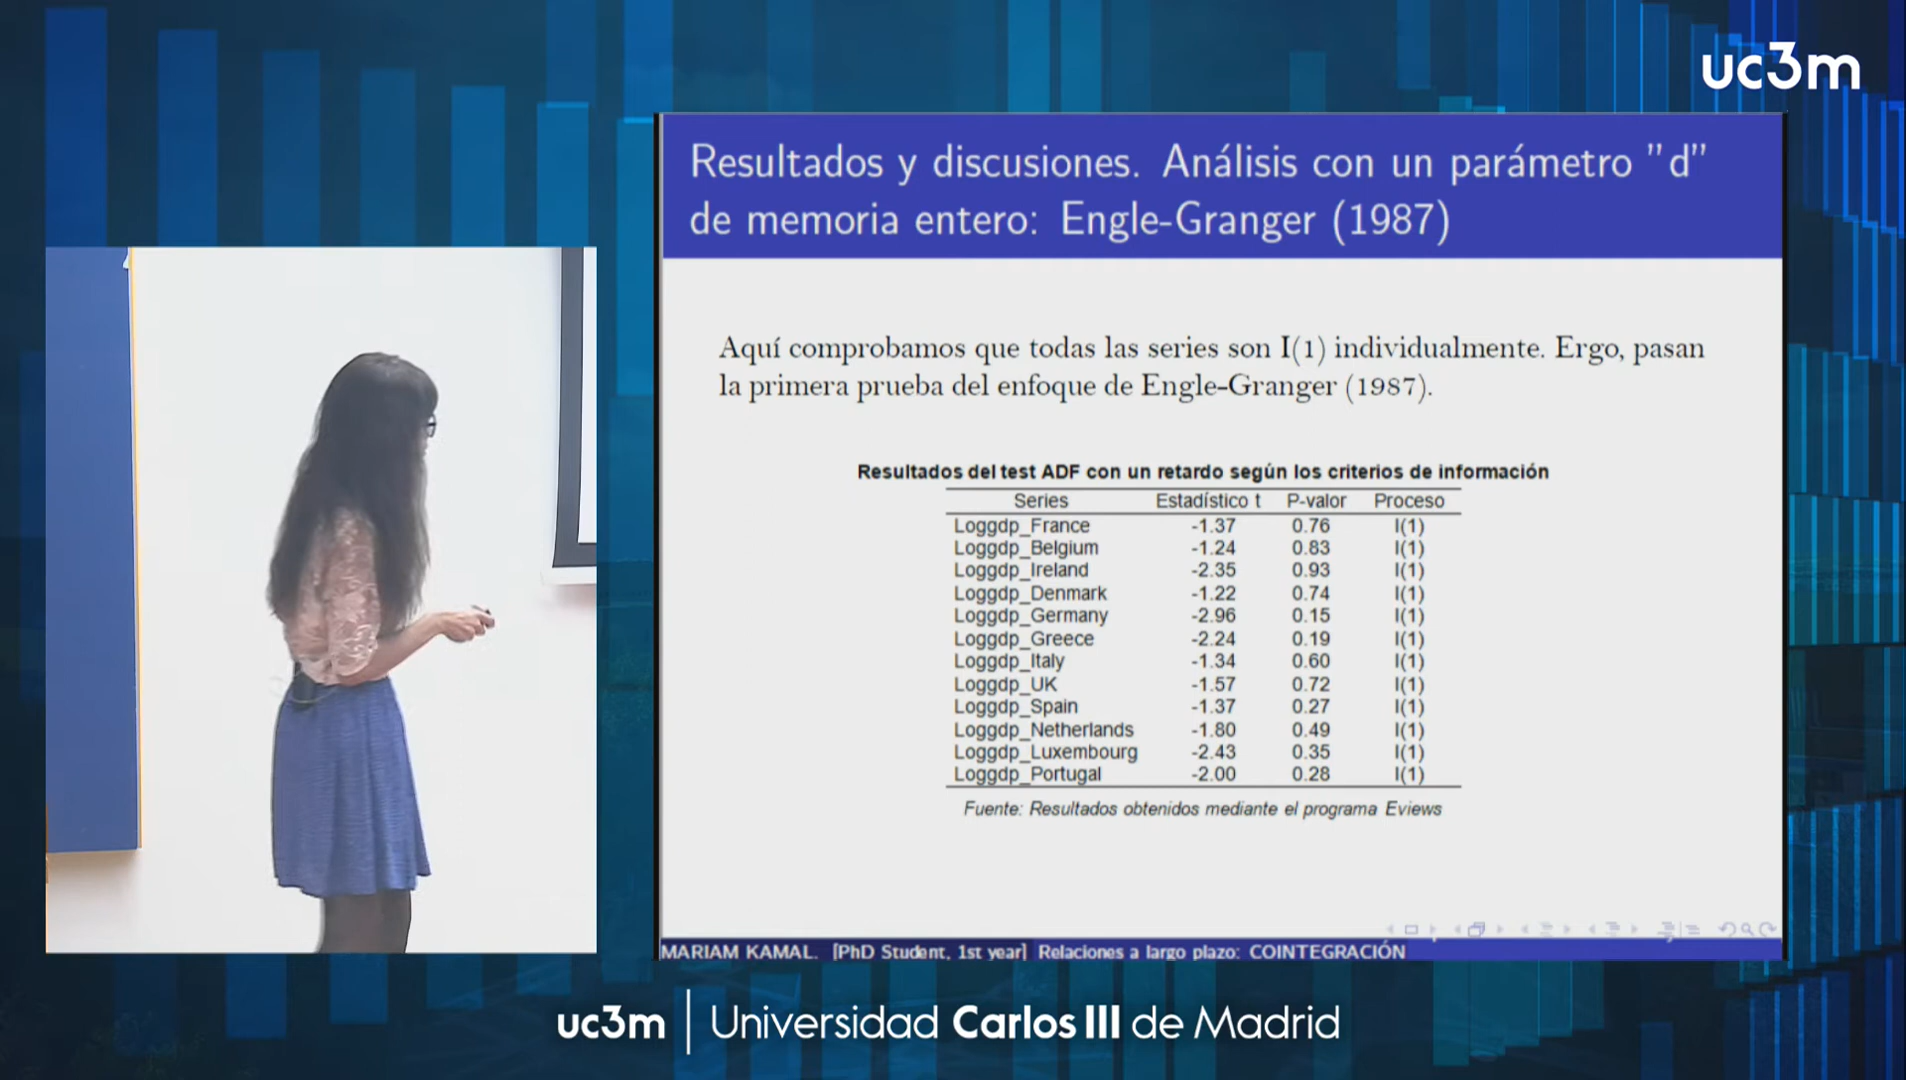 uc3m
Resultados y discusiones. Análisis con un parámetro "d"
de memoria entero: Engle-Granger (1987)
Aquí comprobamos que todas las series son I(1) individualmente. Ergo, pasan
la primera prueba del enfoque de Engle-Granger (1987).
Resultados del test ADF con un retardo según los criterios de información
Series Estadístico t P-valor Proceso
Loggdp_France -1.37 0.76 I(1)
Loggdp_Belgium -1.24 0.83 I(1)
Loggdp_Ireland -2.35 0.93 I(1)
Loggdp_Denmark -1.22 0.74 I(1)
Loggdp_Germany -2.96 0.15 I(1)
Loggdp_Greece -2.24 0.19 I(1)
Loggdp_Italy -1.34 0.60 I(1)
Loggdp_UK -1.57 0.72 I(1)
Loggdp_Spain -1.37 0.27 I(1)
Loggdp_Netherlands -1.80 0.49 I(1)
Loggdp_Luxembourg -2.43 0.35 I(1)
Loggdp_Portugal -2.00 0.28 I(1)
Fuente: Resultados obtenidos mediante el programa Eviews
MARIAM KAMAL. [PhD Student, 1st year] Relaciones a largo plazo: COINTEGRACIÓN
uc3m | Universidad Carlos III de Madrid